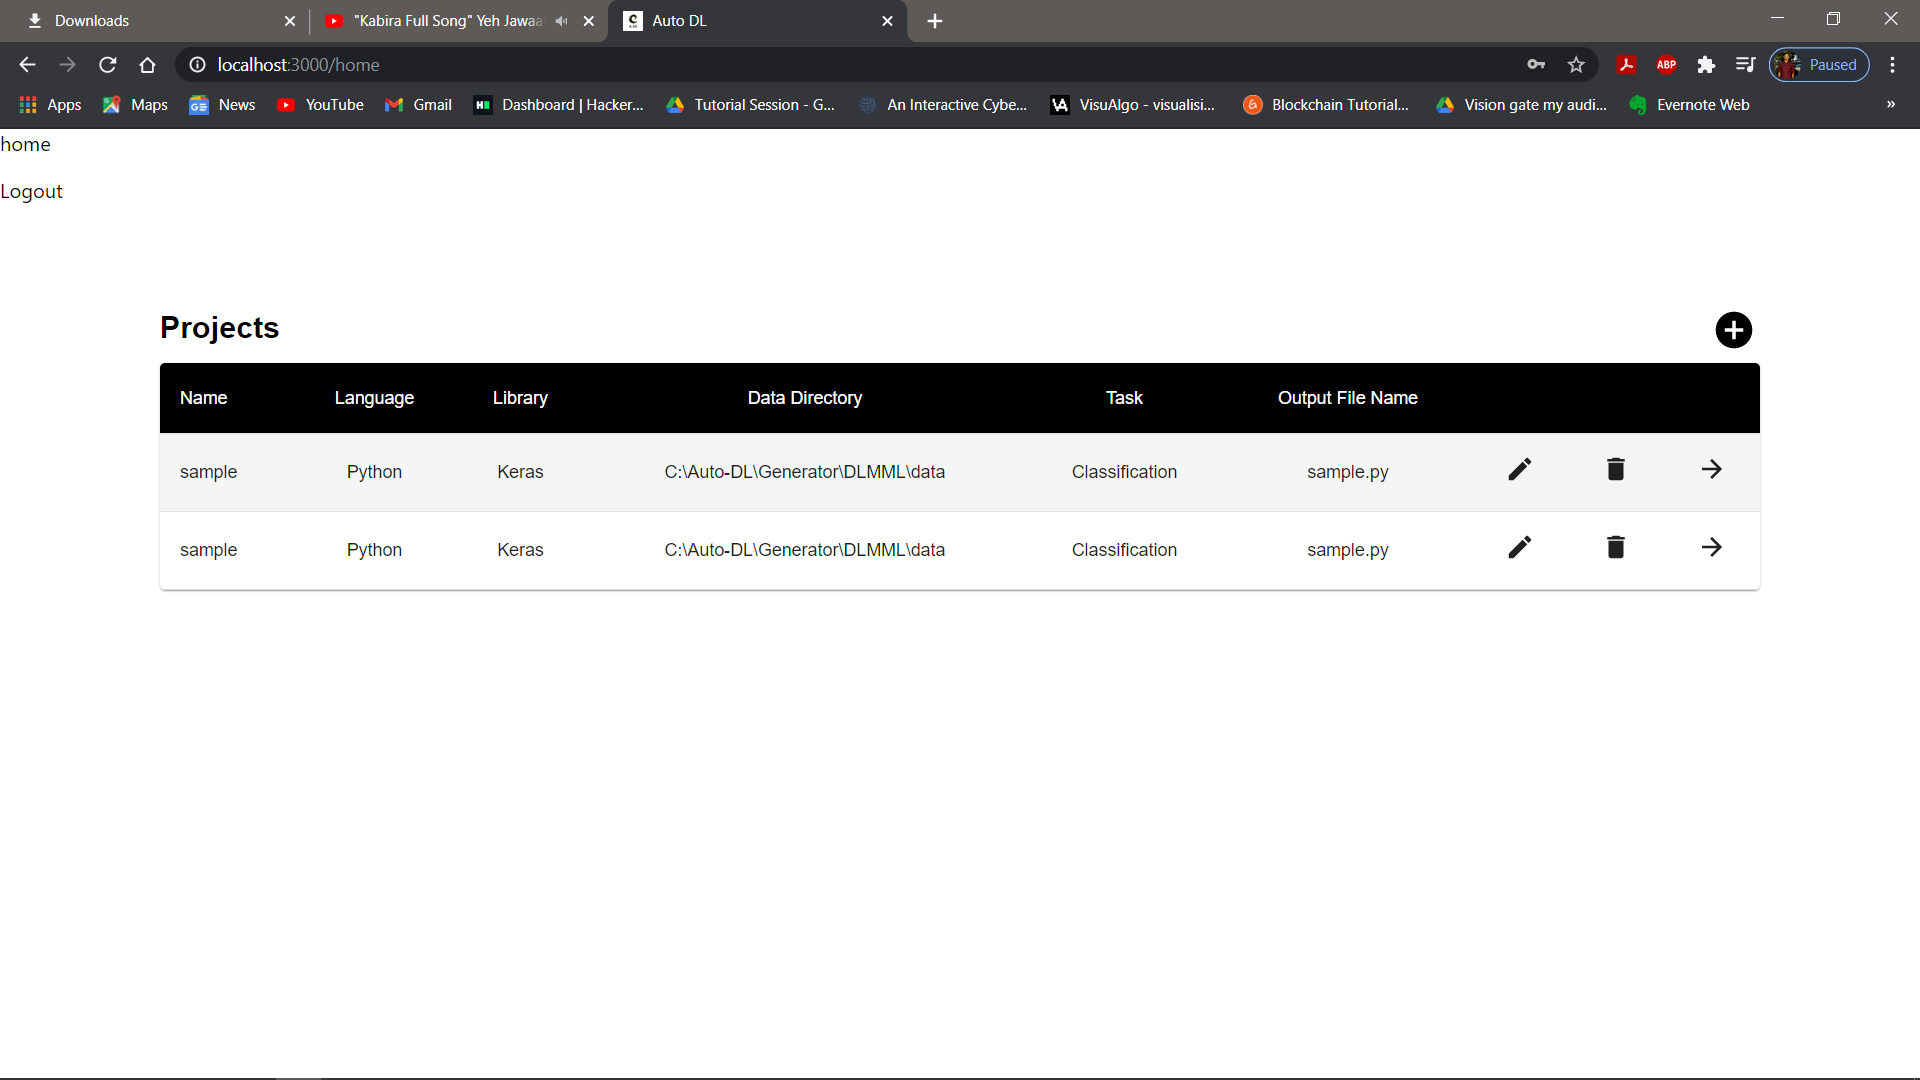 Downloads
"Kabira Full Song" Yeh Jawaa
Auto DL
localhost:3000/home
ABP
Paused
Apps
Maps
News
YouTube
Gmail
Dashboard | Hacker...
Tutorial Session - G...
An Interactive Cybe...
VisuAlgo - visualisi...
Blockchain Tutorial...
Vision gate my audi...
Evernote Web
»
home
Logout
Projects
Name Language Library Data Directory Task Output File Name
sample Python Keras C:\Auto-DL\Generator\DLMML\data Classification sample.py
sample Python Keras C:\Auto-DL\Generator\DLMML\data Classification sample.py